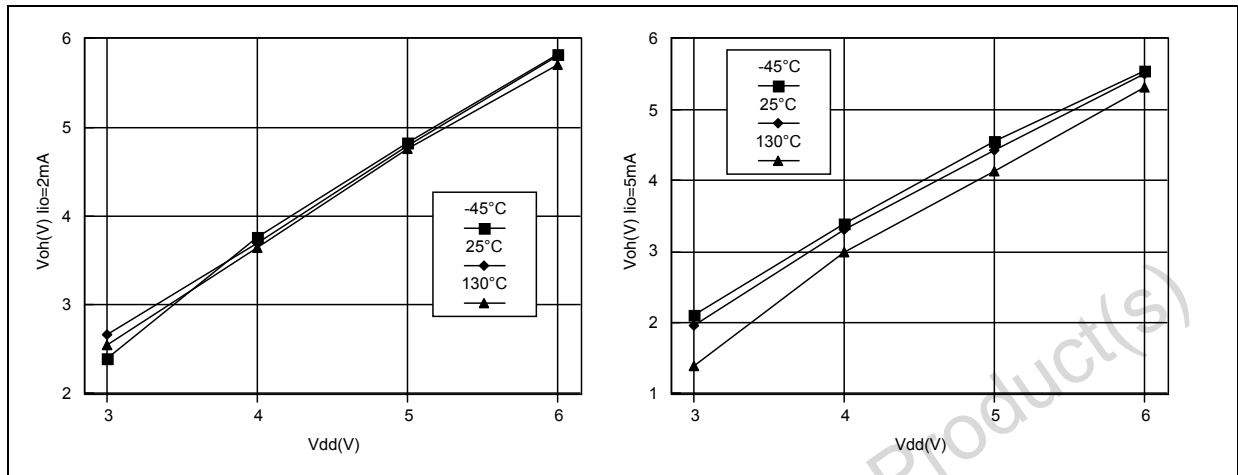 6
5
4
3
2
Voh(V) Iio=2mA
-45°C
25°C
130°C
3 4 5 6
Vdd(V)
6
5
4
3
2
1
Voh(V) Iio=5mA
-45°C
25°C
130°C
3 4 5 6
Vdd(V)
Product(s)